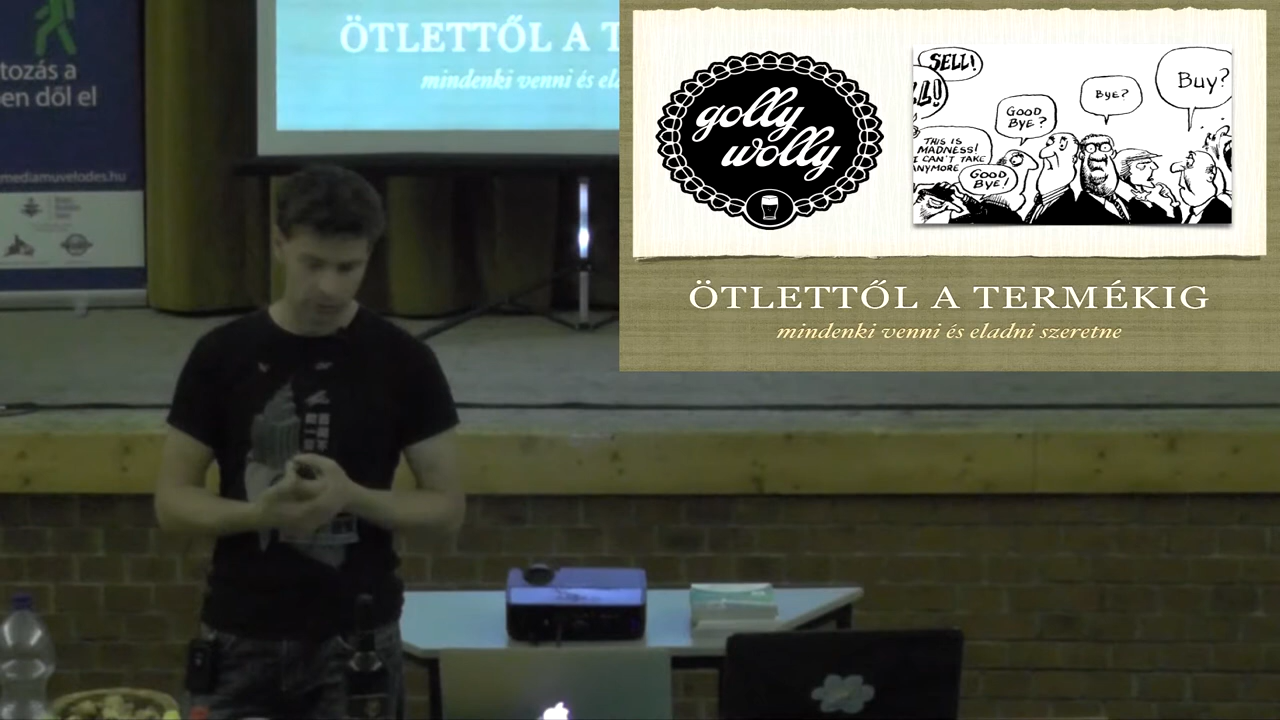 tozás a
en dől el
mediamuvelodes.hu
ÖTLETTŐL A T
mindenki venni és el
golly
wolly
SELL!
LL!
GOOD
BYE?
BYE?
Buy?
THIS IS
MADNESS!
I CAN'T TAKE
ANYMORE
GOOD
BYE!
ÖTLETTŐL A TERMÉKIG
mindenki venni és eladni szeretne